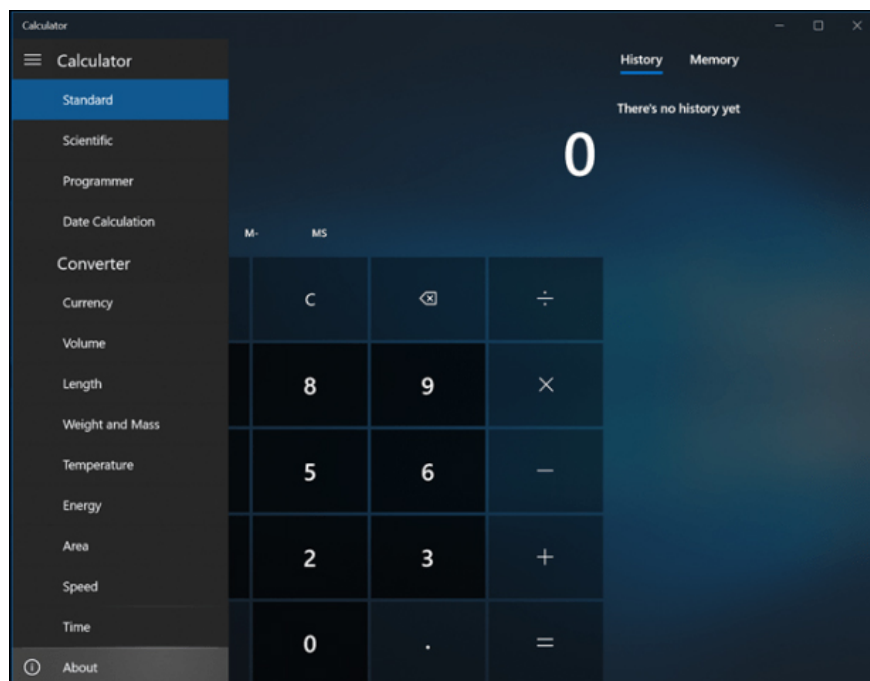 Calculator
Calculator
Standard
Scientific
Programmer
Date Calculation
Converter
Currency
Volume
Length
Weight and Mass
Temperature
Energy
Area
Speed
Time
About
0
M- MS
C ÷
8 9 ×
5 6 −
2 3 +
0 . =
History Memory
There's no history yet